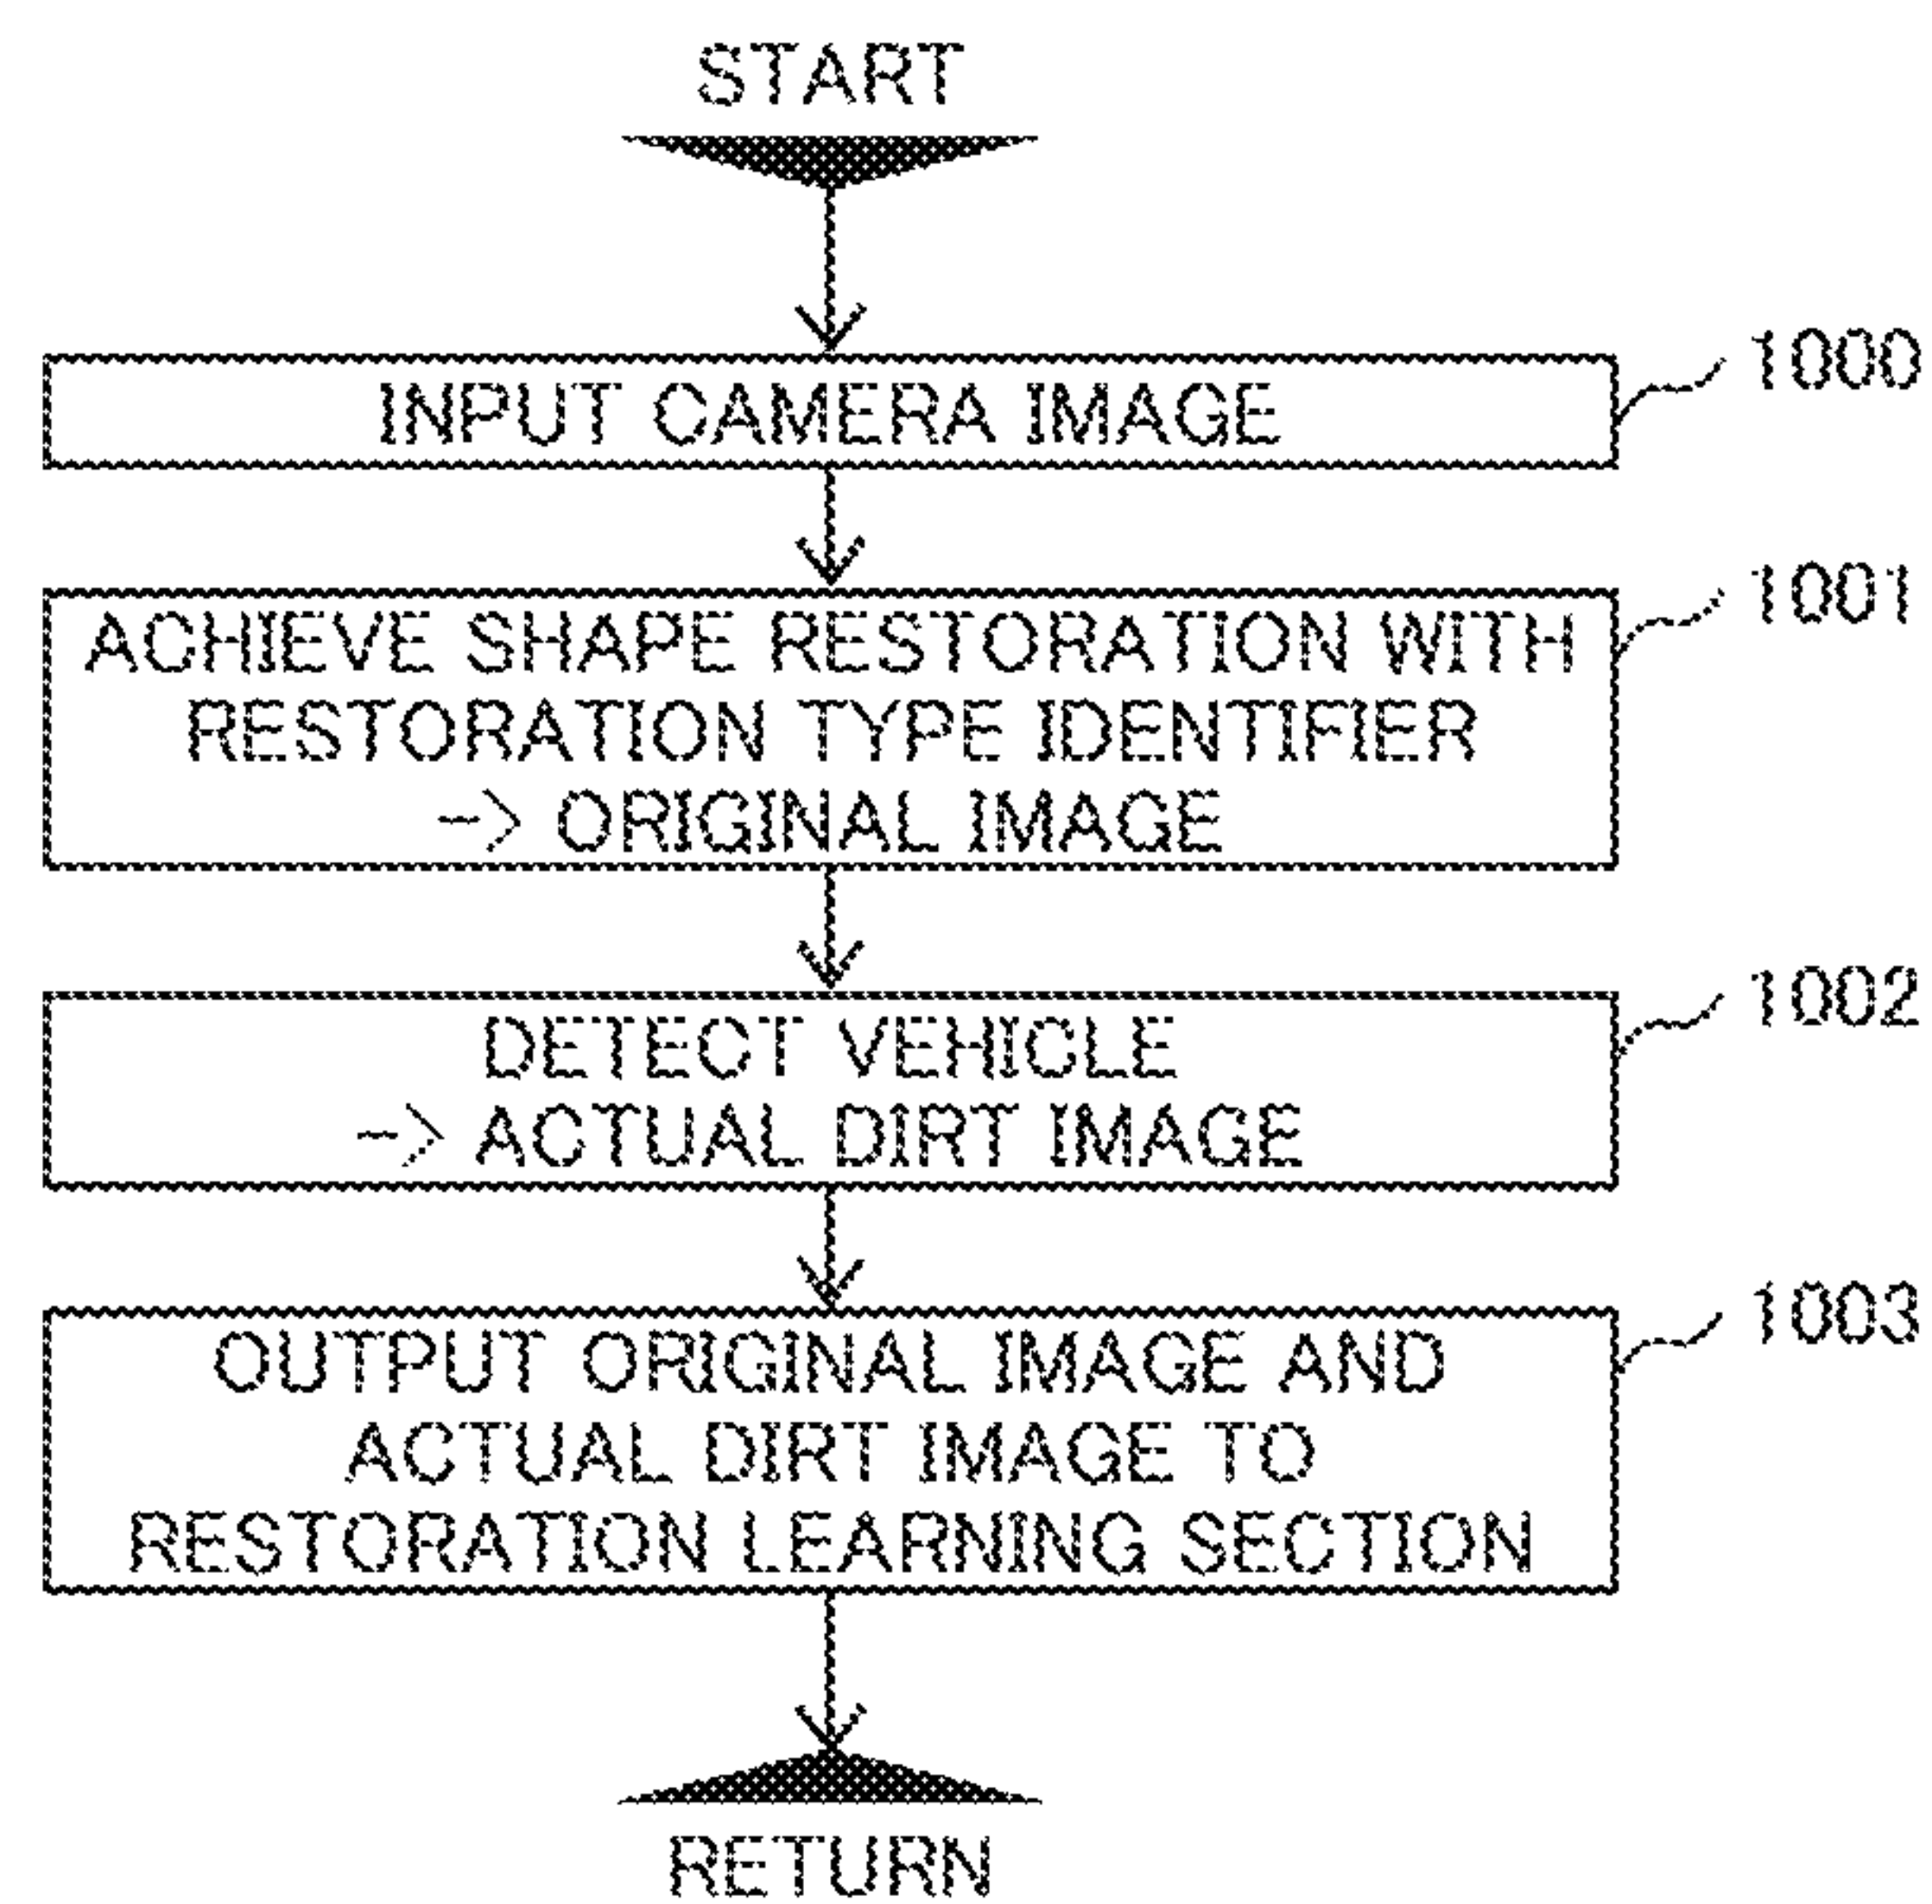 START
INPUT CAMERA IMAGE
1000
ACHIEVE SHAPE RESTORATION WITH
RESTORATION TYPE IDENTIFIER
-> ORIGINAL IMAGE
1001
DETECT VEHICLE
-> ACTUAL DIRT IMAGE
1002
OUTPUT ORIGINAL IMAGE AND
ACTUAL DIRT IMAGE TO
RESTORATION LEARNING SECTION
1003
RETURN